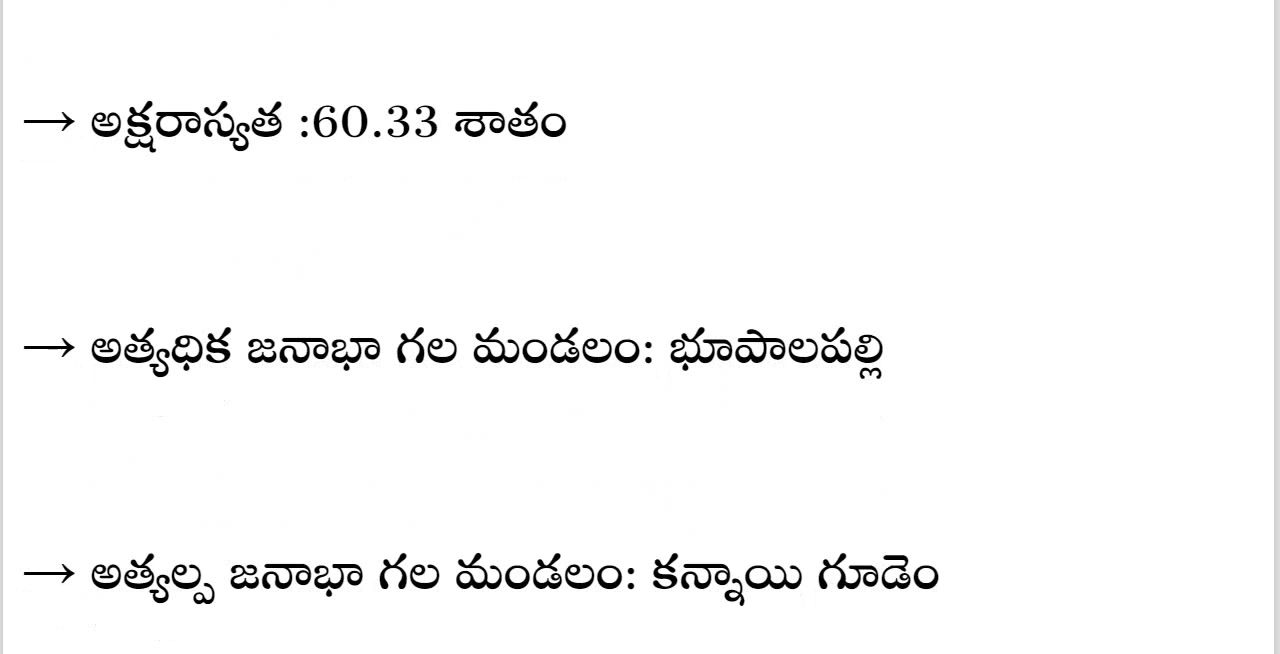 → అక్షరాస్యత :60.33 శాతం
→ అత్యధిక జనాభా గల మండలం: భూపాలపల్లి
→ అత్యల్ప జనాభా గల మండలం: కన్నాయి గూడెం